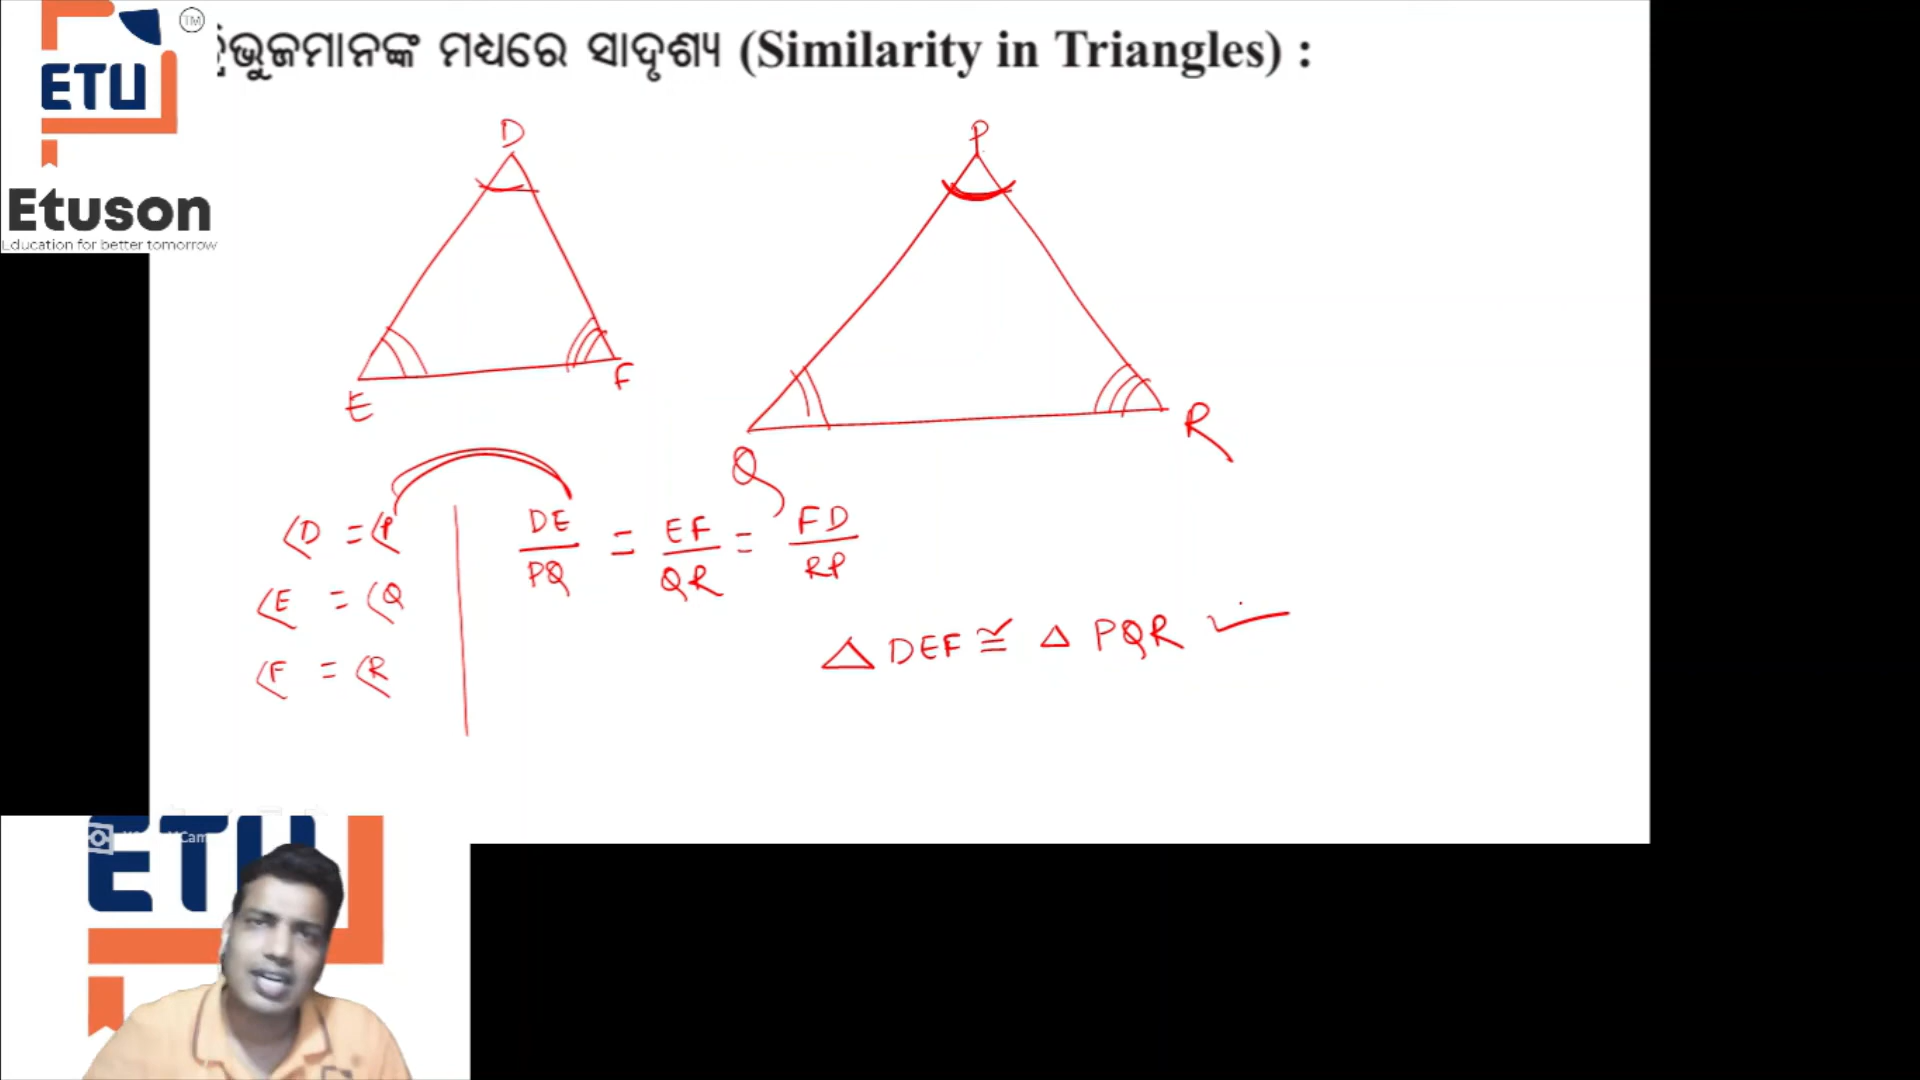 ETU
TM
Etuson
Education for better tomorrow
ତ୍ରିଭୁଜମାନଙ୍କ ମଧ୍ୟରେ ସାଦୃଶ୍ୟ (Similarity in Triangles) :
D
P
E
F
Q
R
∠D = ∠P
∠E = ∠Q
∠F = ∠R
DE/PQ = EF/QR = FD/RP
△ DEF ≅ △ PQR ✓
ETU